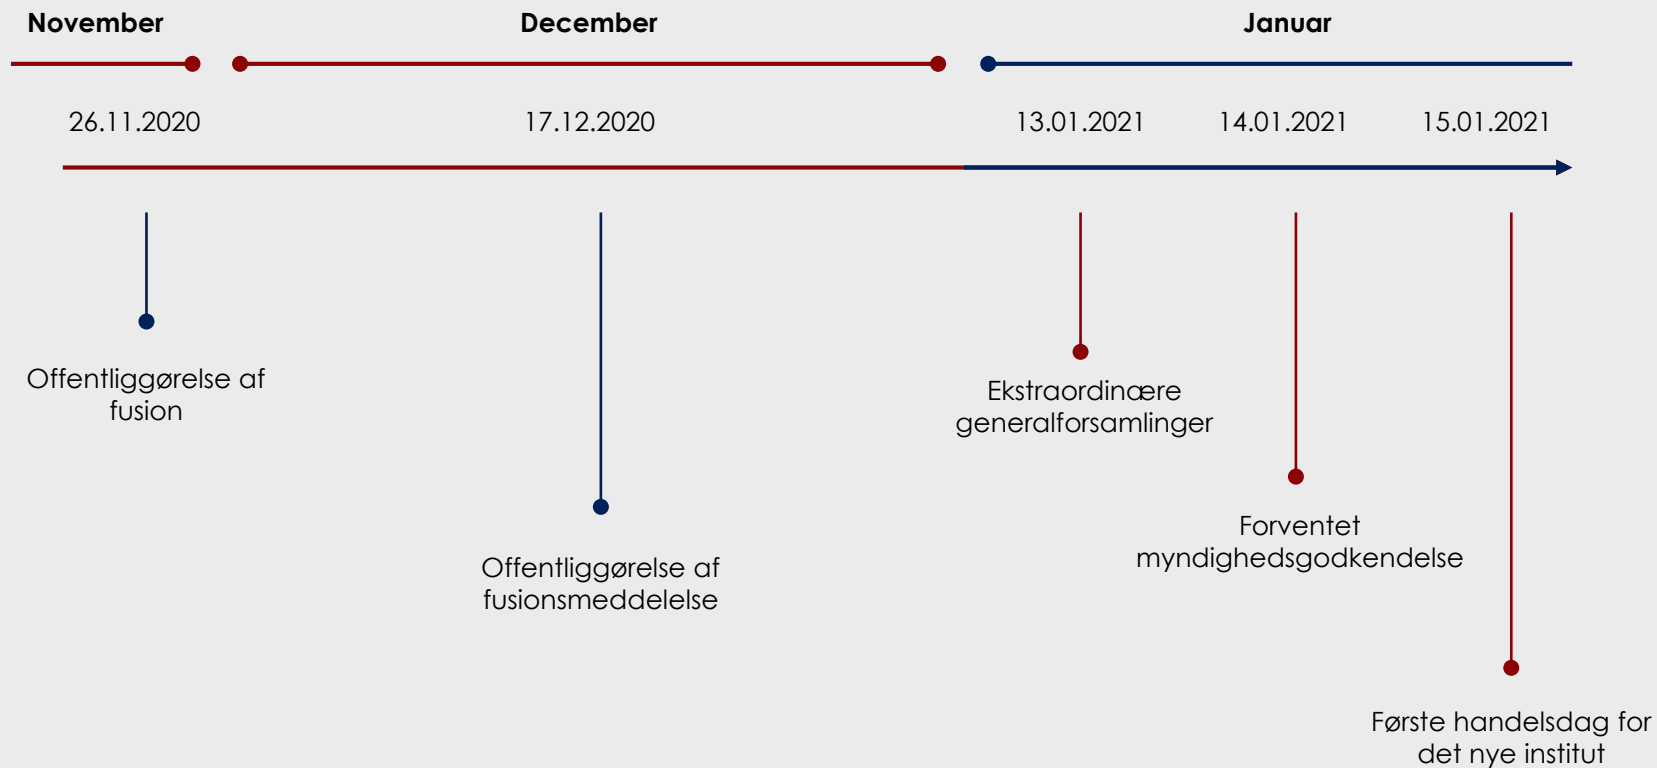 November
December
Januar
26.11.2020
17.12.2020
13.01.2021
14.01.2021
15.01.2021
Offentliggørelse af
fusion
Offentliggørelse af
fusionsmeddelelse
Ekstraordinære
generalforsamlinger
Forventet
myndighedsgodkendelse
Første handelsdag for
det nye institut